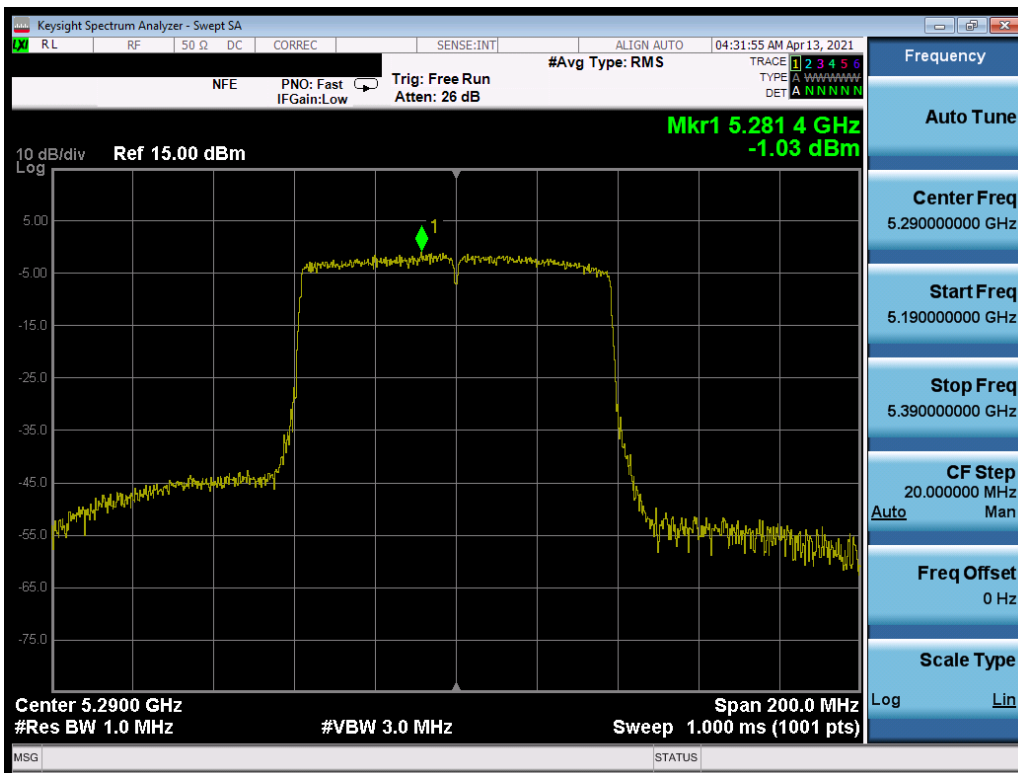 Keysight Spectrum Analyzer - Swept SA
LXI RL RF 50 Ω DC CORREC SENSE:INT ALIGN AUTO 04:31:55 AM Apr 13, 2021
NFE PNO: Fast IFGain:Low
Trig: Free Run
Atten: 26 dB
#Avg Type: RMS
TRACE 1 2 3 4 5 6
TYPE A WWWWW
DET A N N N N N
Mkr1 5.281 4 GHz
-1.03 dBm
10 dB/div Ref 15.00 dBm
Log
1
5.00
-5.00
-15.0
-25.0
-35.0
-45.0
-55.0
-65.0
-75.0
Center 5.2900 GHz Span 200.0 MHz
#Res BW 1.0 MHz #VBW 3.0 MHz Sweep 1.000 ms (1001 pts)
MSG STATUS
Frequency
Auto Tune
Center Freq
5.290000000 GHz
Start Freq
5.190000000 GHz
Stop Freq
5.390000000 GHz
CF Step
20.000000 MHz
Auto Man
Freq Offset
0 Hz
Scale Type
Log Lin